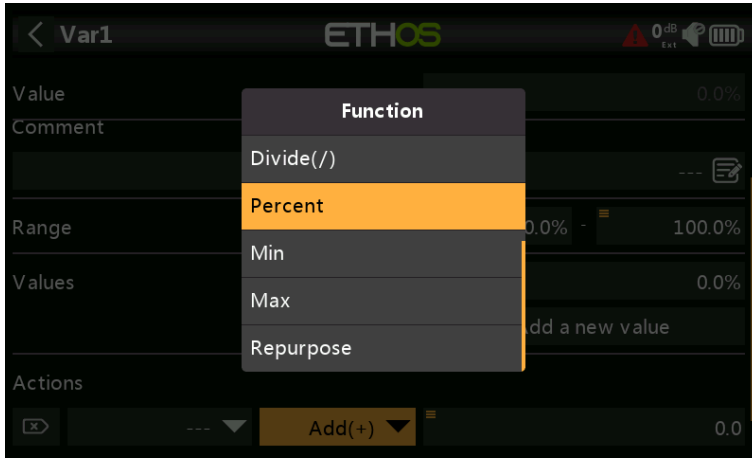 Var1
ETHOS
0dB
Ext
Value
0.0%
Function
Comment
Divide(/)
---
Percent
Range
0.0% - 100.0%
Min
Values
0.0%
Max
Add a new value
Repurpose
Actions
---
Add(+)
0.0